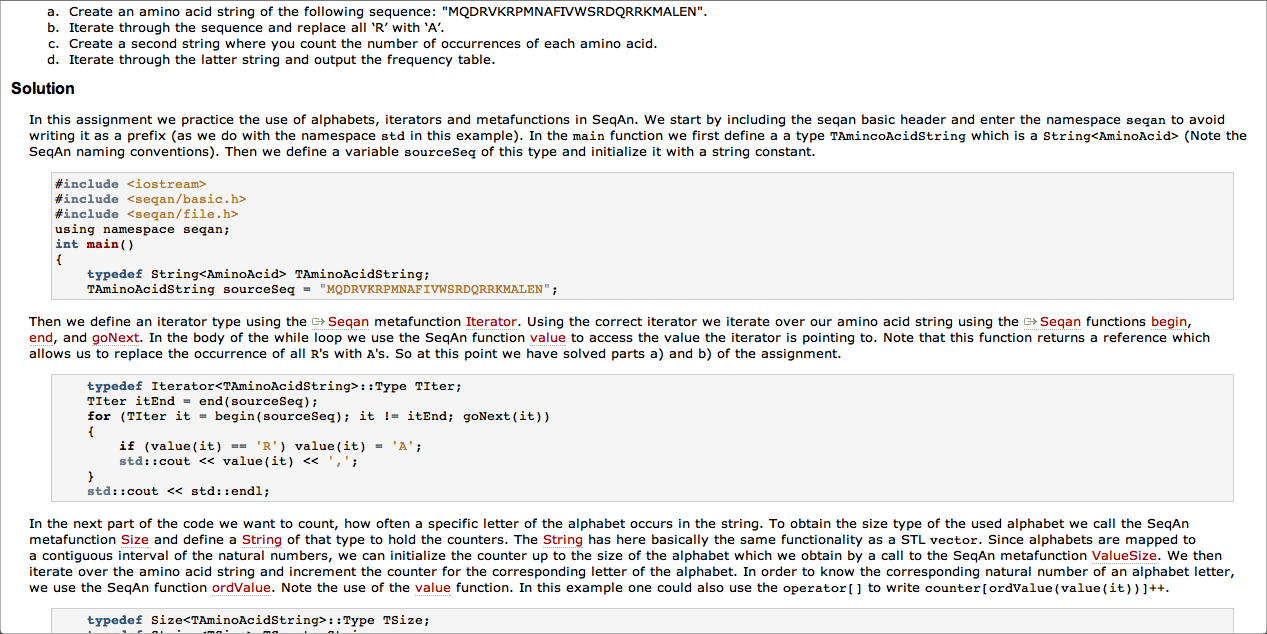 a. Create an amino acid string of the following sequence: "MQDRVKRPMNAFIVWSRDQRRKMALEN".
b. Iterate through the sequence and replace all ‘R’ with ‘A’.
c. Create a second string where you count the number of occurrences of each amino acid.
d. Iterate through the latter string and output the frequency table.
Solution
In this assignment we practice the use of alphabets, iterators and metafunctions in SeqAn. We start by including the seqan basic header and enter the namespace seqan to avoid
writing it as a prefix (as we do with the namespace std in this example). In the main function we first define a a type TAmincoAcidString which is a String<AminoAcid> (Note the
SeqAn naming conventions). Then we define a variable sourceSeq of this type and initialize it with a string constant.
#include <iostream>
#include <seqan/basic.h>
#include <seqan/file.h>
using namespace seqan;
int main()
{
typedef String<AminoAcid> TAminoAcidString;
TAminoAcidString sourceSeq = "MQDRVKRPMNAFIVWSRDQRRKMALEN";
Then we define an iterator type using the Seqan metafunction Iterator. Using the correct iterator we iterate over our amino acid string using the Seqan functions begin,
end, and goNext. In the body of the while loop we use the SeqAn function value to access the value the iterator is pointing to. Note that this function returns a reference which
allows us to replace the occurrence of all R's with A's. So at this point we have solved parts a) and b) of the assignment.
typedef Iterator<TAminoAcidString>::Type TIter;
TIter itEnd = end(sourceSeq);
for (TIter it = begin(sourceSeq); it != itEnd; goNext(it))
{
if (value(it) == 'R') value(it) = 'A';
std::cout << value(it) << ',';
}
std::cout << std::endl;
In the next part of the code we want to count, how often a specific letter of the alphabet occurs in the string. To obtain the size type of the used alphabet we call the SeqAn
metafunction Size and define a String of that type to hold the counters. The String has here basically the same functionality as a STL vector. Since alphabets are mapped to
a contiguous interval of the natural numbers, we can initialize the counter up to the size of the alphabet which we obtain by a call to the SeqAn metafunction ValueSize. We then
iterate over the amino acid string and increment the counter for the corresponding letter of the alphabet. In order to know the corresponding natural number of an alphabet letter,
we use the SeqAn function ordValue. Note the use of the value function. In this example one could also use the operator[] to write counter[ordValue(value(it))]++.
typedef Size<TAminoAcidString>::Type TSize;